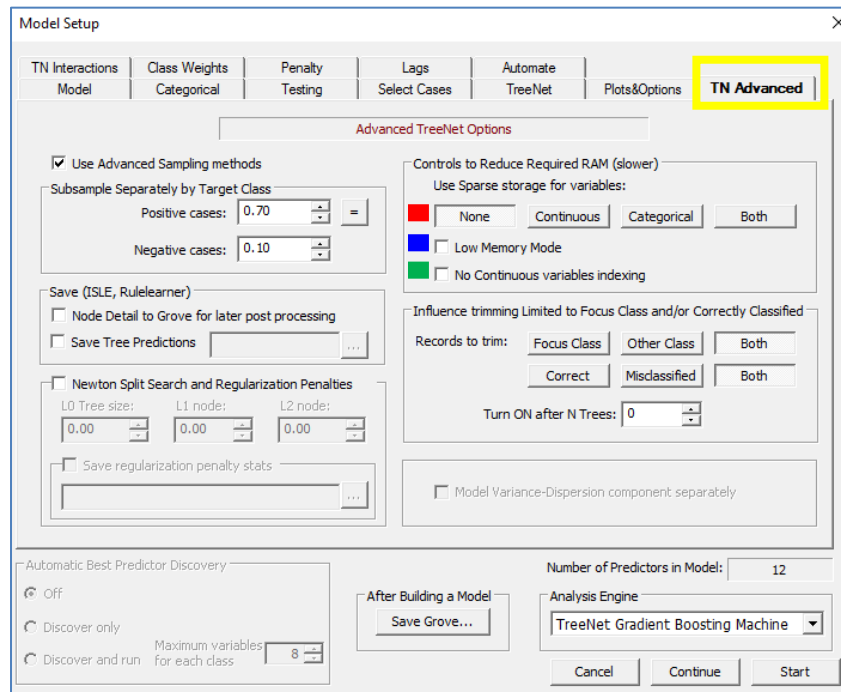 Model Setup
TN Interactions Class Weights Penalty Lags Automate
Model Categorical Testing Select Cases TreeNet Plots&Options TN Advanced
Advanced TreeNet Options
Use Advanced Sampling methods
Subsample Separately by Target Class
Positive cases: 0.70 =
Negative cases: 0.10
Save (ISLE, Rulelearner)
Node Detail to Grove for later post processing
Save Tree Predictions ...
Newton Split Search and Regularization Penalties
L0 Tree size: L1 node: L2 node:
0.00 0.00 0.00
Save regularization penalty stats
...
Controls to Reduce Required RAM (slower)
Use Sparse storage for variables:
None Continuous Categorical Both
Low Memory Mode
No Continuous variables indexing
Influence trimming Limited to Focus Class and/or Correctly Classified
Records to trim: Focus Class Other Class Both
Correct Misclassified Both
Turn ON after N Trees: 0
Model Variance-Dispersion component separately
Automatic Best Predictor Discovery
Off
Discover only
Discover and run
Maximum variables
for each class 8
After Building a Model
Save Grove...
Number of Predictors in Model: 12
Analysis Engine
TreeNet Gradient Boosting Machine
Cancel Continue Start